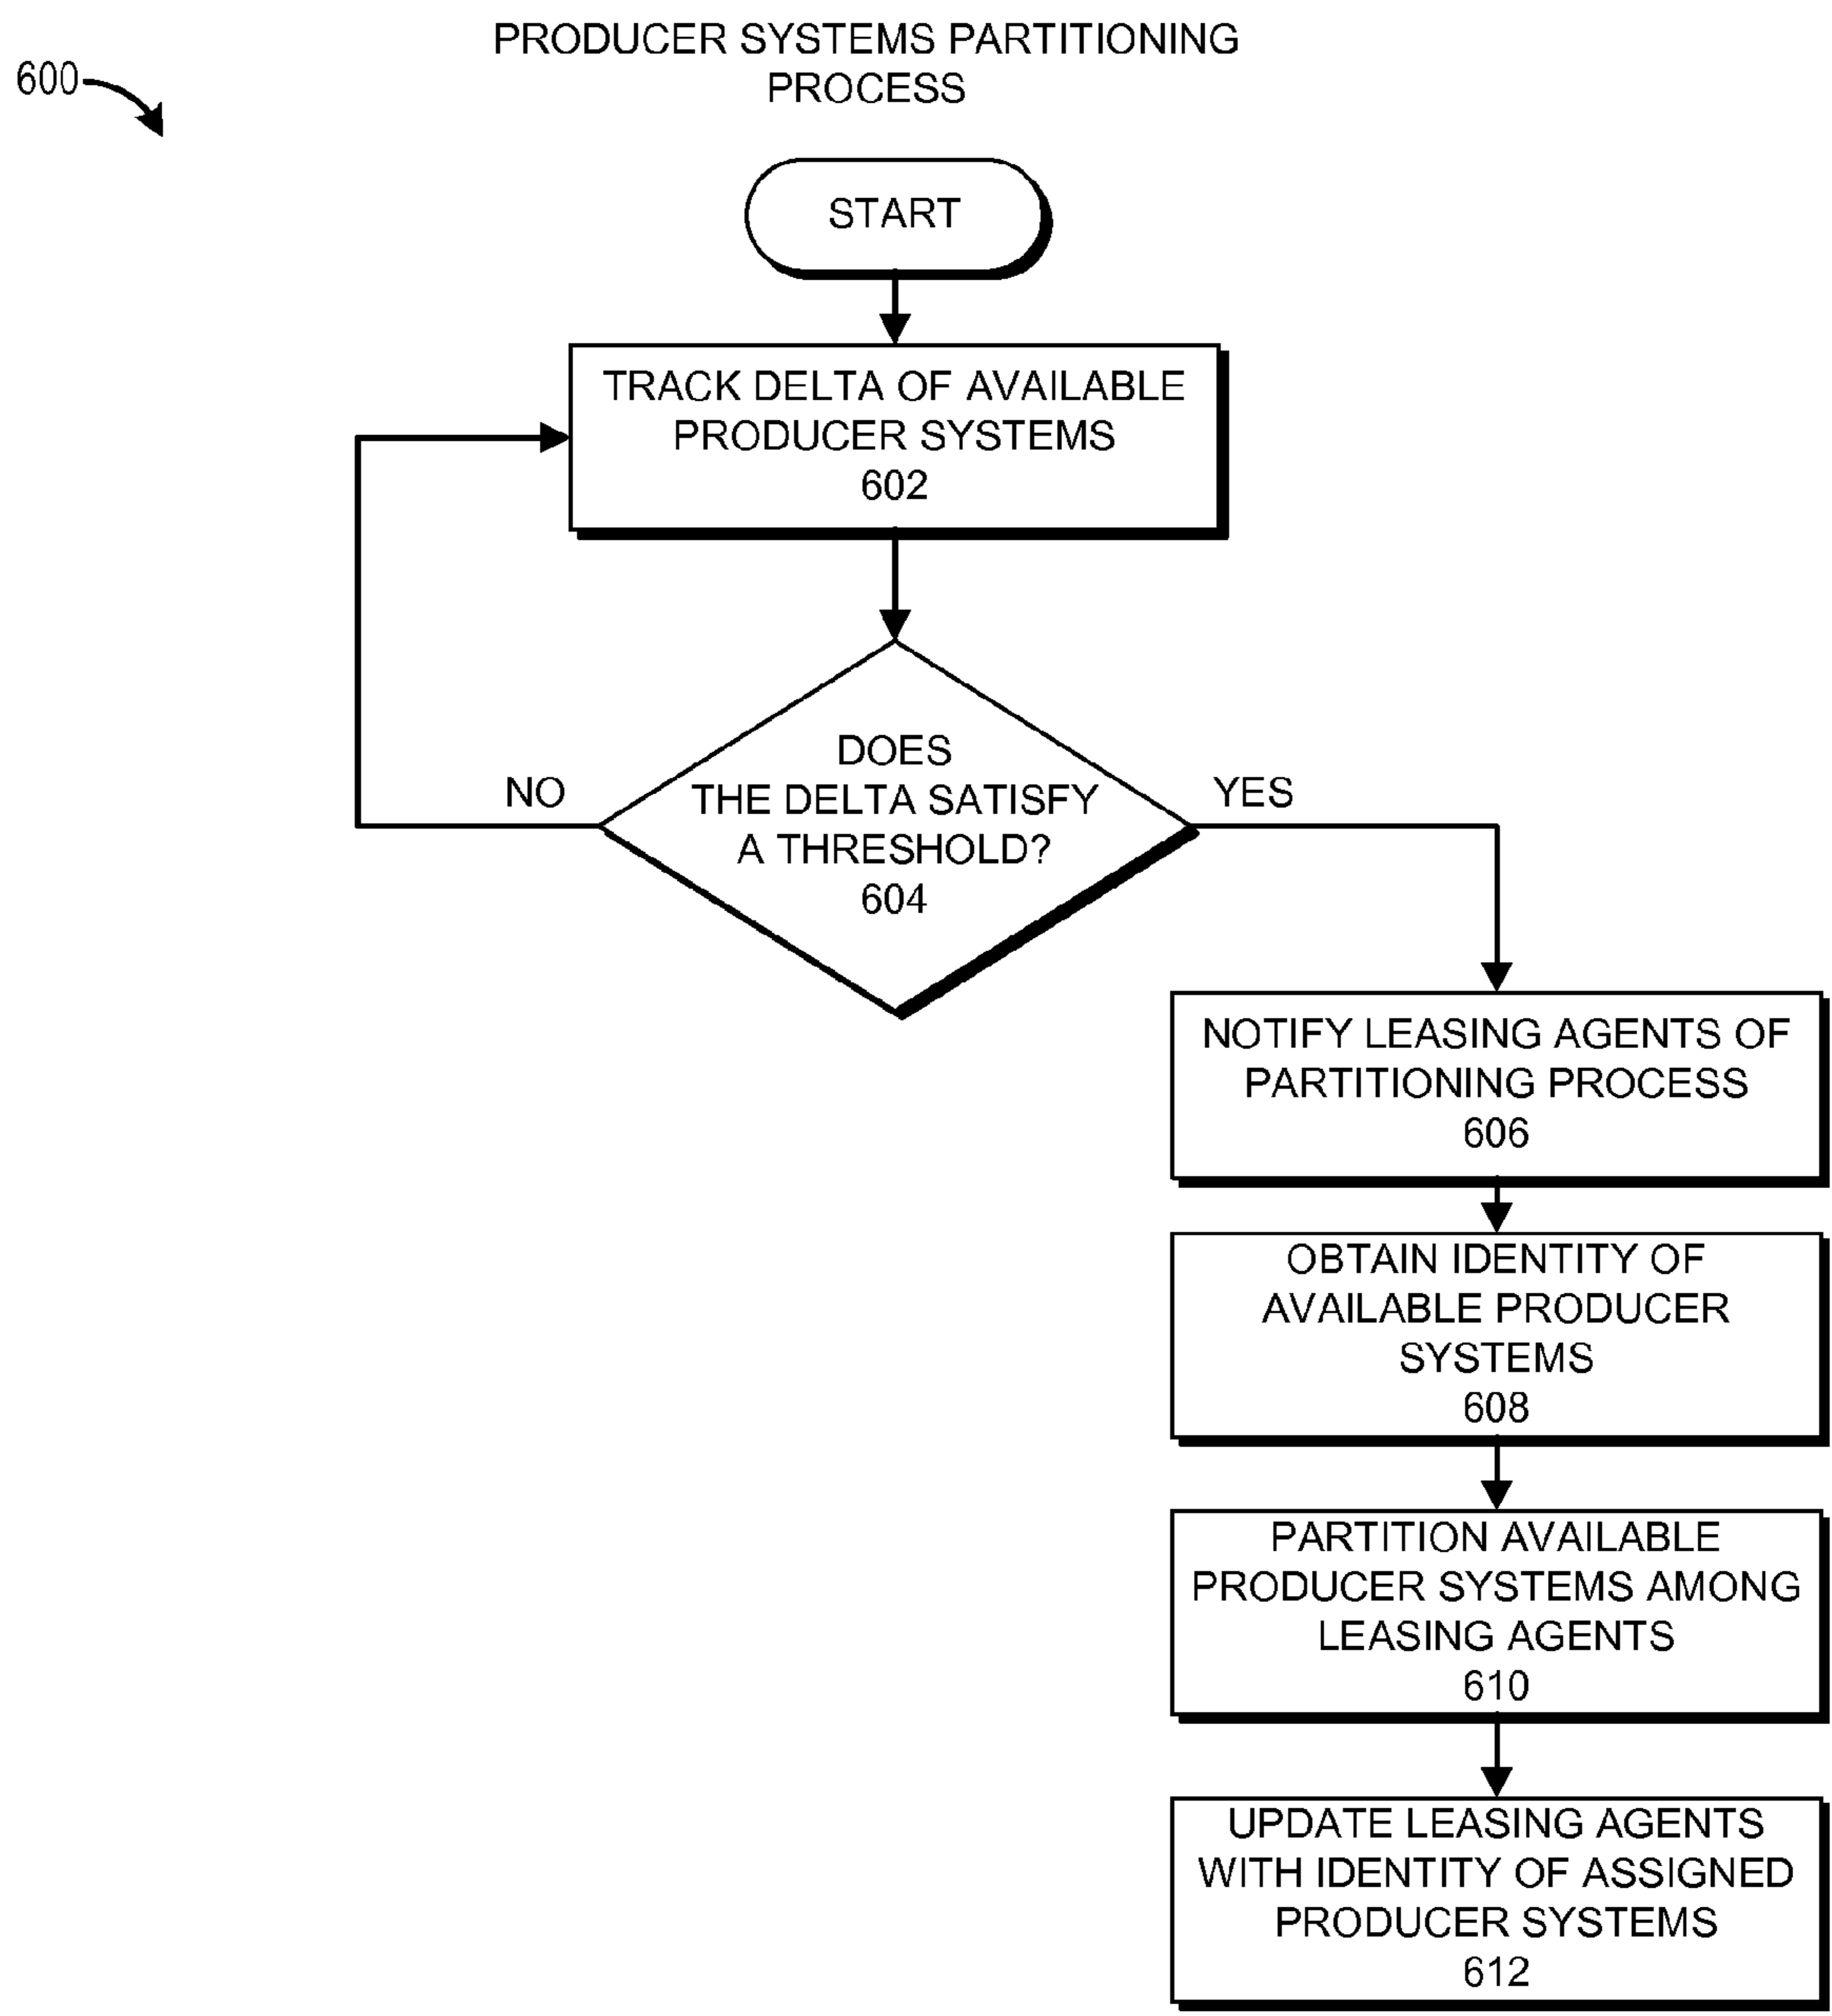 PRODUCER SYSTEMS PARTITIONING
PROCESS
600
START
TRACK DELTA OF AVAILABLE
PRODUCER SYSTEMS
602
DOES
THE DELTA SATISFY
A THRESHOLD?
604
NO
YES
NOTIFY LEASING AGENTS OF
PARTITIONING PROCESS
606
OBTAIN IDENTITY OF
AVAILABLE PRODUCER
SYSTEMS
608
PARTITION AVAILABLE
PRODUCER SYSTEMS AMONG
LEASING AGENTS
610
UPDATE LEASING AGENTS
WITH IDENTITY OF ASSIGNED
PRODUCER SYSTEMS
612